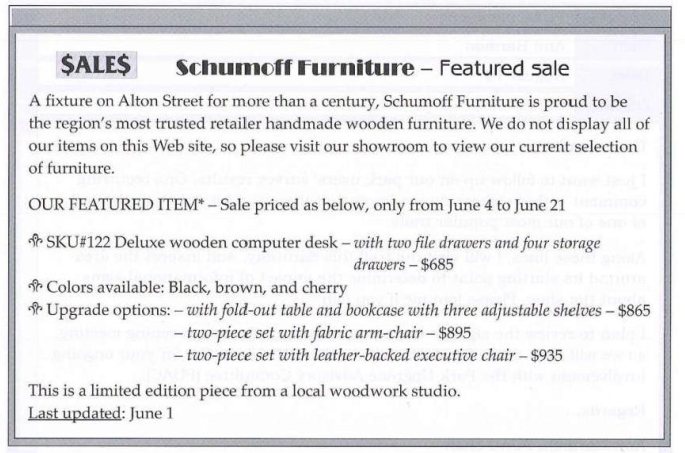 $ALE$ Schumoff Furniture – Featured sale
A fixture on Alton Street for more than a century, Schumoff Furniture is proud to be
the region's most trusted retailer handmade wooden furniture. We do not display all of
our items on this Web site, so please visit our showroom to view our current selection
of furniture.
OUR FEATURED ITEM* – Sale priced as below, only from June 4 to June 21
SKU#122 Deluxe wooden computer desk – with two file drawers and four storage
drawers – $685
Colors available: Black, brown, and cherry
Upgrade options: – with fold-out table and bookcase with three adjustable shelves – $865
– two-piece set with fabric arm-chair – $895
– two-piece set with leather-backed executive chair – $935
This is a limited edition piece from a local woodwork studio.
Last updated: June 1